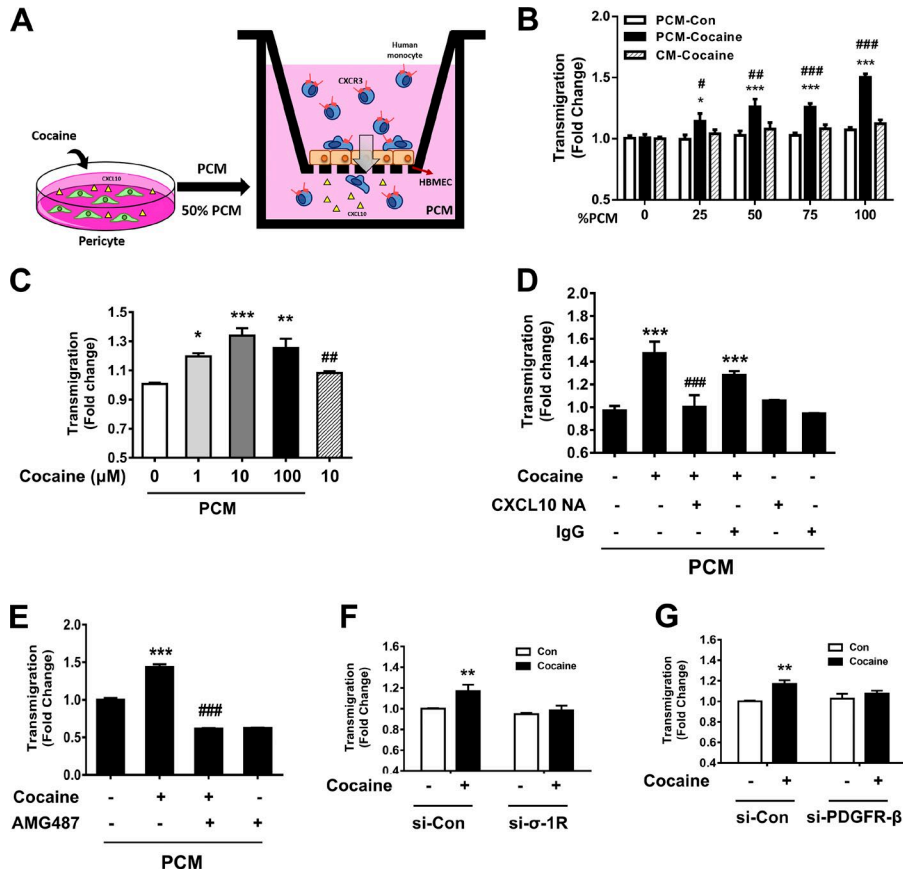 A
Human
monocyte
CXCR3
Cocaine
CXCL10
PCM
50% PCM
HBMEC
CXCL10
PCM
Pericyte
B
PCM-Con
PCM-Cocaine
CM-Cocaine
Transmigration
(Fold Change)
2.0
1.5
1.0
0.5
# ## ### ###
* *** *** ***
%PCM 0 25 50 75 100
C
Transmigration
(Fold change)
1.5
1.3
1.1
0.9
0.7
0.5
* *** ** ##
Cocaine (μM) 0 1 10 100 10
PCM
D
Transmigration
(Fold change)
2.0
1.8
1.6
1.4
1.2
1.0
0.8
0.6
*** ### ***
Cocaine - + + + - -
CXCL10 NA - - + - + -
IgG - - - + - +
PCM
E
Transmigration
(Fold Change)
2.0
1.5
1.0
0.5
0.0
*** ###
Cocaine - + + -
AMG487 - - + +
PCM
F
Con
Cocaine
Transmigration
(Fold Change)
1.6
1.4
1.2
1.0
0.8
0.6
0.4
**
Cocaine - + - +
si-Con si-σ-1R
G
Con
Cocaine
Transmigration
(Fold Change)
1.6
1.4
1.2
1.0
0.8
0.6
0.4
**
Cocaine - + - +
si-Con si-PDGFR-β